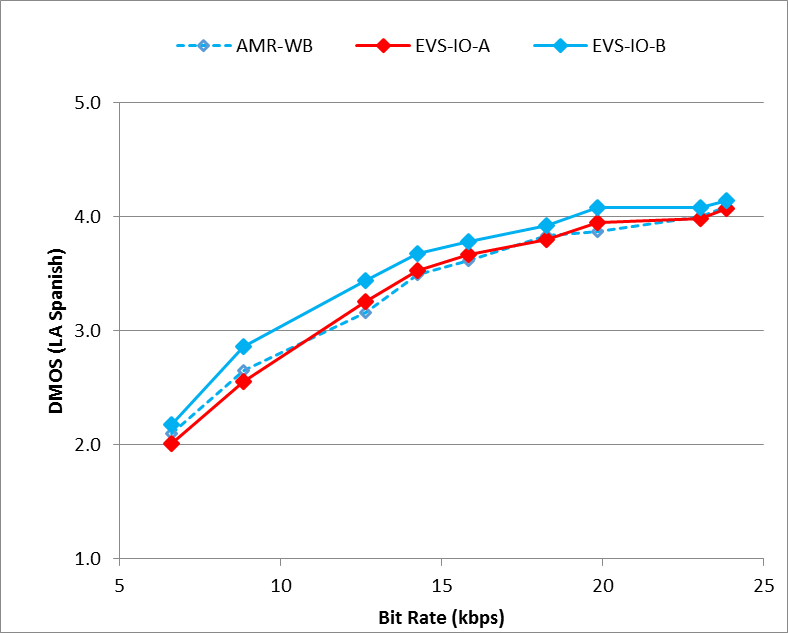 AMR-WB EVS-IO-A EVS-IO-B
5.0
4.0
3.0
2.0
1.0
DMOS (LA Spanish)
5 10 15 20 25
Bit Rate (kbps)